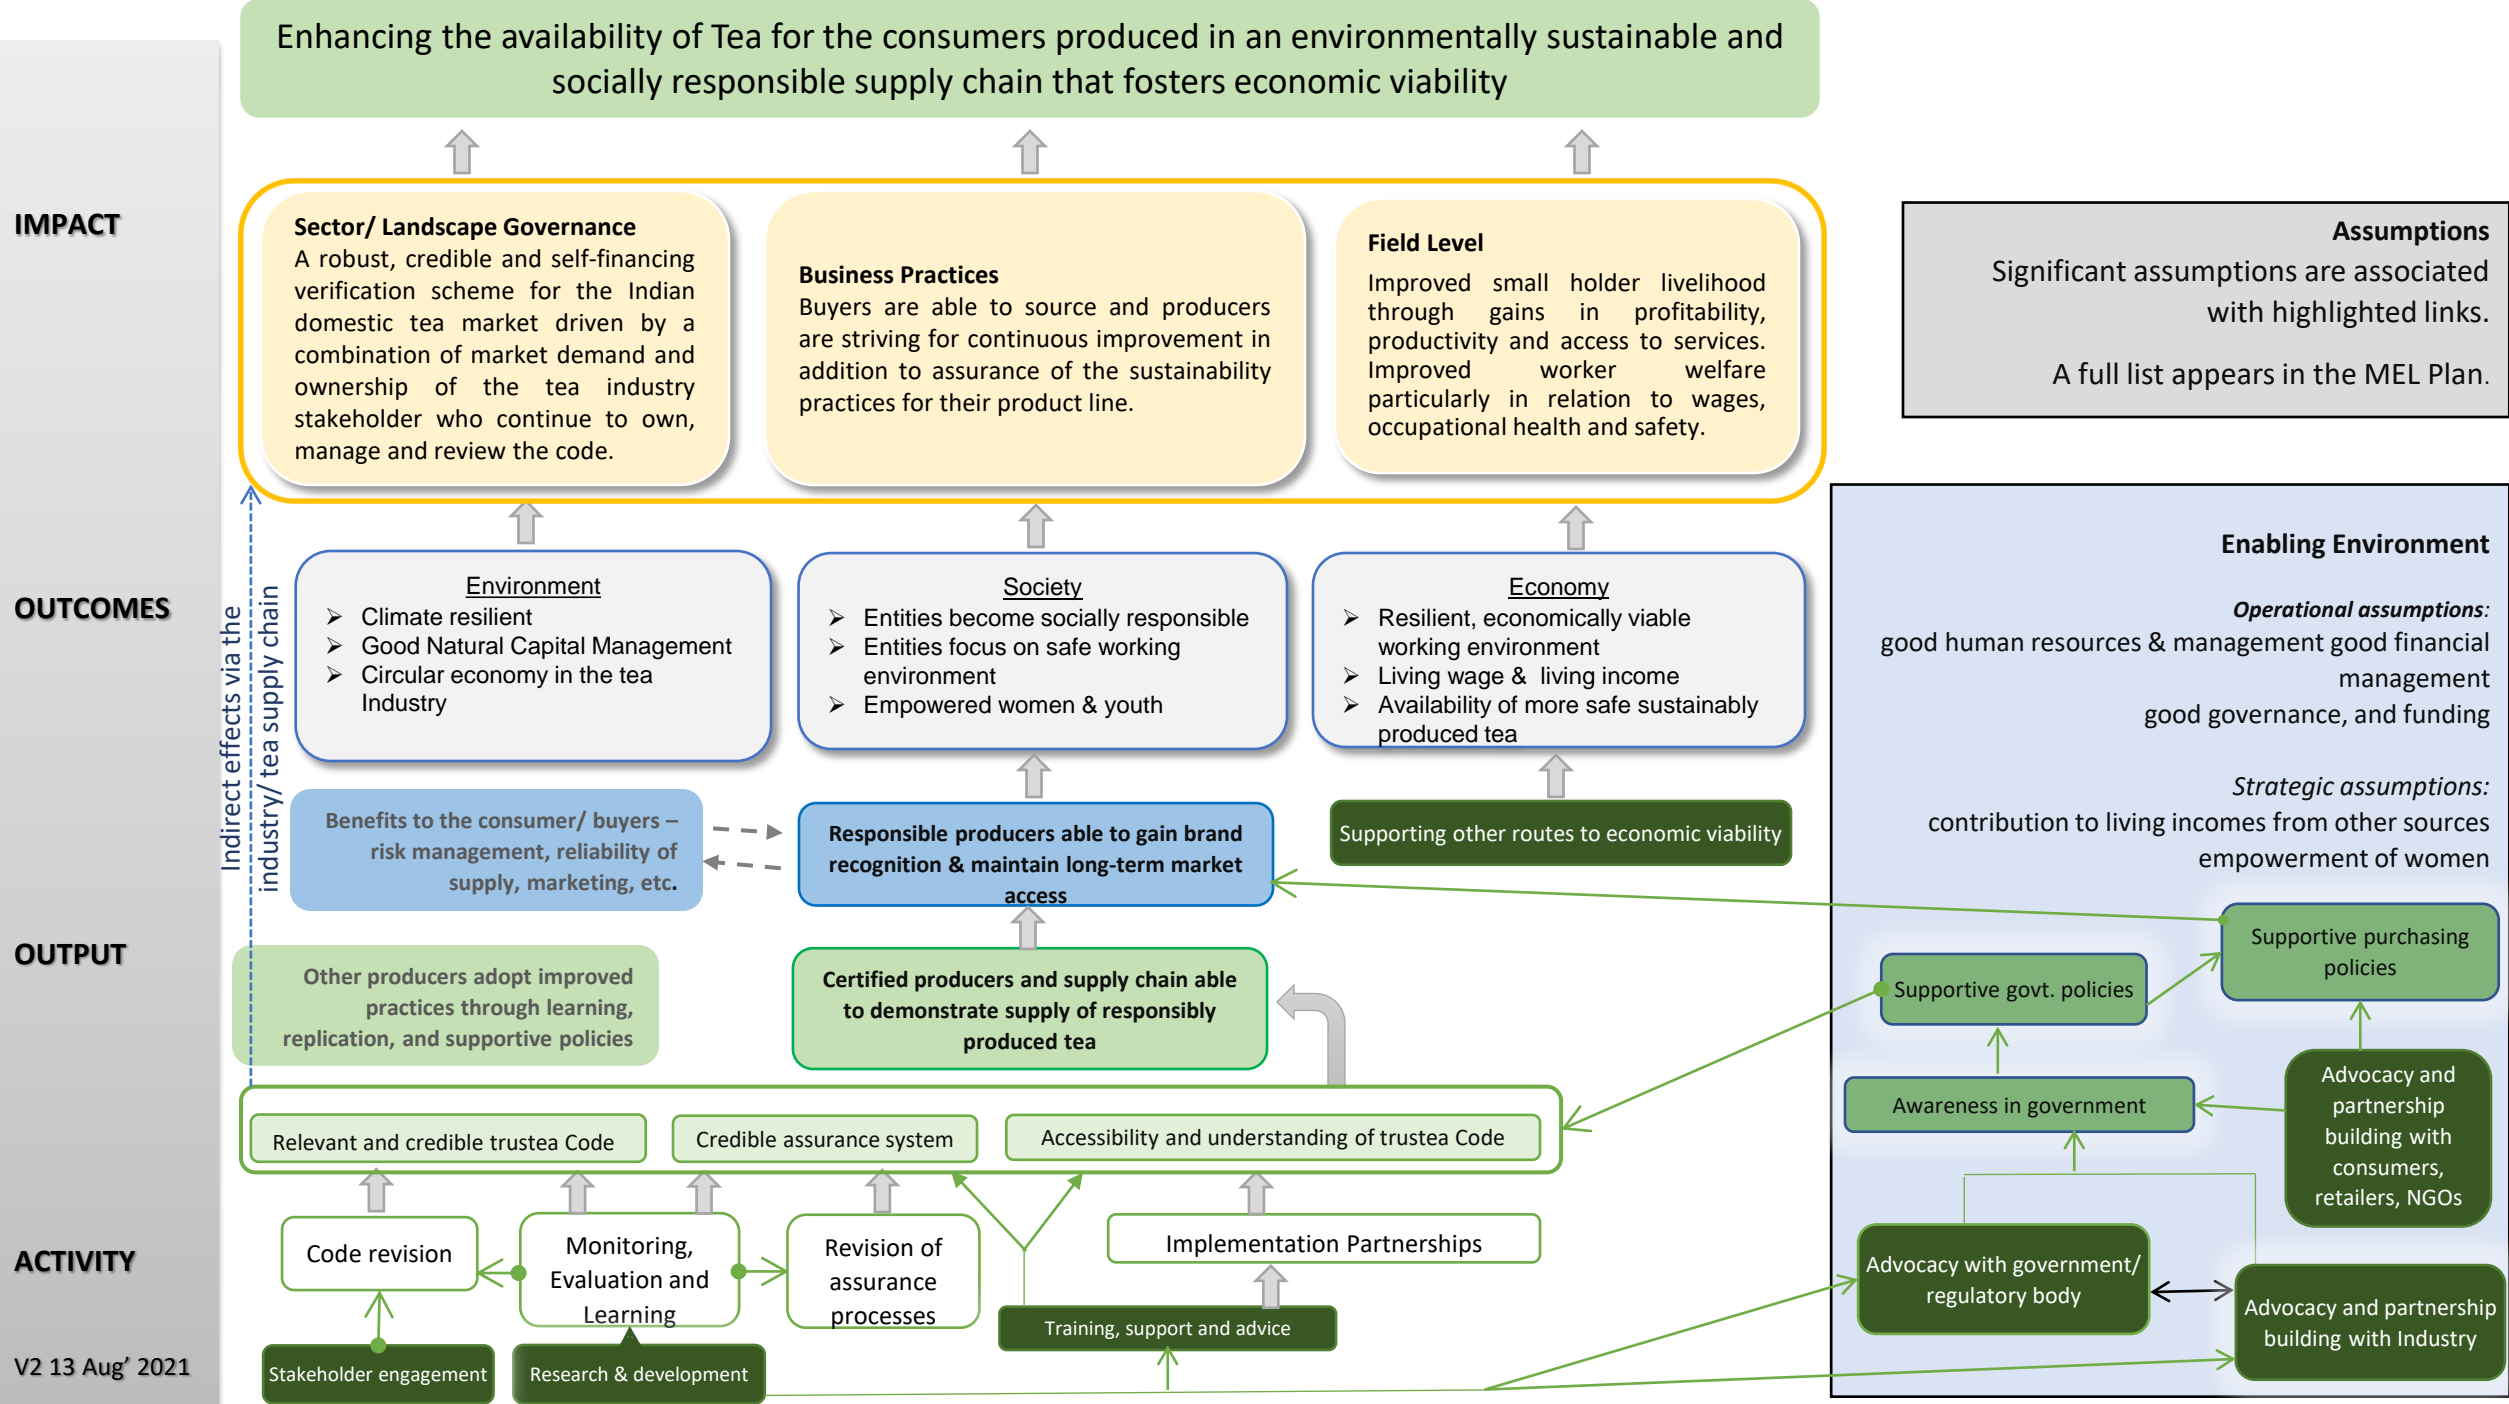 Enhancing the availability of Tea for the consumers produced in an environmentally sustainable and
socially responsible supply chain that fosters economic viability
IMPACT
Sector/ Landscape Governance
A robust, credible and self-financing
verification scheme for the Indian
domestic tea market driven by a
combination of market demand and
ownership of the tea industry
stakeholder who continue to own,
manage and review the code.
Business Practices
Buyers are able to source and producers
are striving for continuous improvement in
addition to assurance of the sustainability
practices for their product line.
Field Level
Improved small holder livelihood
through gains in profitability,
productivity and access to services.
Improved worker welfare
particularly in relation to wages,
occupational health and safety.
Assumptions
Significant assumptions are associated
with highlighted links.
A full list appears in the MEL Plan.
OUTCOMES
Indirect effects via the
industry/ tea supply chain
Environment
➢ Climate resilient
➢ Good Natural Capital Management
➢ Circular economy in the tea
Industry
Society
➢ Entities become socially responsible
➢ Entities focus on safe working
environment
➢ Empowered women & youth
Economy
➢ Resilient, economically viable
working environment
➢ Living wage & living income
➢ Availability of more safe sustainably
produced tea
Enabling Environment
Operational assumptions:
good human resources & management good financial
management
good governance, and funding
Strategic assumptions:
contribution to living incomes from other sources
empowerment of women
Benefits to the consumer/ buyers –
risk management, reliability of
supply, marketing, etc.
Responsible producers able to gain brand
recognition & maintain long-term market
access
Supporting other routes to economic viability
OUTPUT
Other producers adopt improved
practices through learning,
replication, and supportive policies
Certified producers and supply chain able
to demonstrate supply of responsibly
produced tea
Supportive govt. policies
Supportive purchasing
policies
Relevant and credible trustea Code
Credible assurance system
Accessibility and understanding of trustea Code
Awareness in government
Advocacy and
partnership
building with
consumers,
retailers, NGOs
ACTIVITY
Code revision
Monitoring,
Evaluation and
Learning
Revision of
assurance
processes
Implementation Partnerships
Training, support and advice
Advocacy with government/
regulatory body
Advocacy and partnership
building with Industry
Stakeholder engagement
Research & development
V2 13 Aug’ 2021